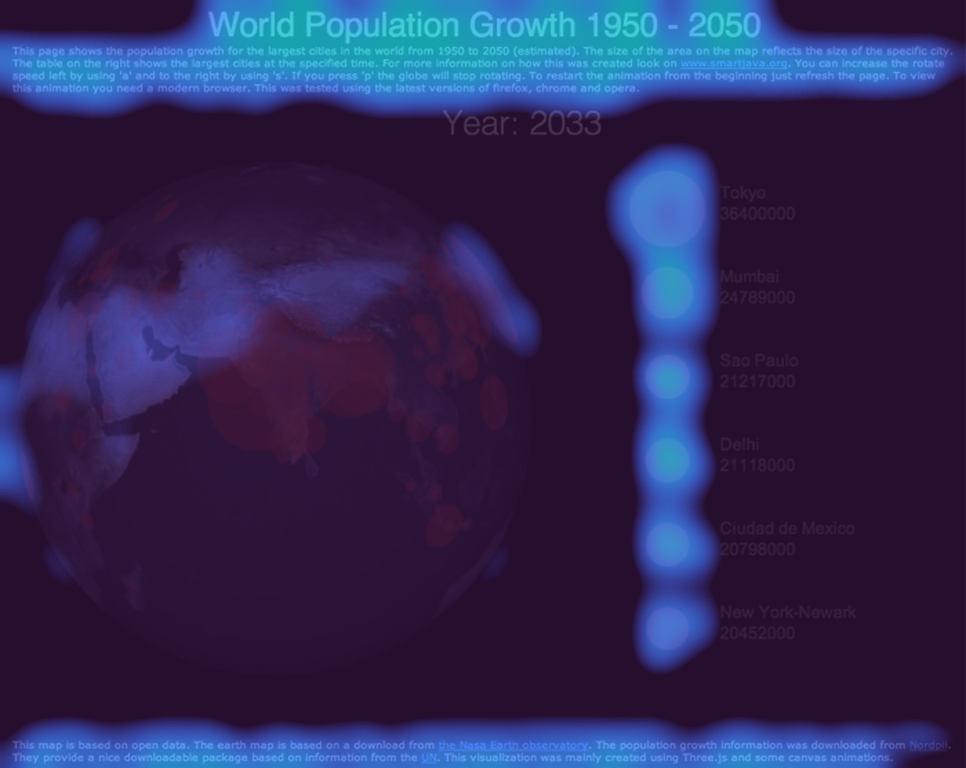 World Population Growth 1950 - 2050
This page shows the population growth for the largest cities in the world from 1950 to 2050 (estimated). The size of the area on the map reflects the size of the specific city.
The table on the right shows the largest cities at the specified time. For more information on how this was created look on www.smartjava.org. You can increase the rotate
speed left by using 'a' and to the right by using 's'. If you press 'p' the globe will stop rotating. To restart the animation from the beginning just refresh the page. To view
this animation you need a modern browser. This was tested using the latest versions of firefox, chrome and opera.
Year: 2033
Tokyo
36400000
Mumbai
24789000
Sao Paulo
21217000
Delhi
21118000
Ciudad de Mexico
20798000
New York-Newark
20452000
This map is based on open data. The earth map is based on a download from the Nasa Earth observatory. The population growth information was downloaded from Nordpil.
They provide a nice downloadable package based on information from the UN. This visualization was mainly created using Three.js and some canvas animations.